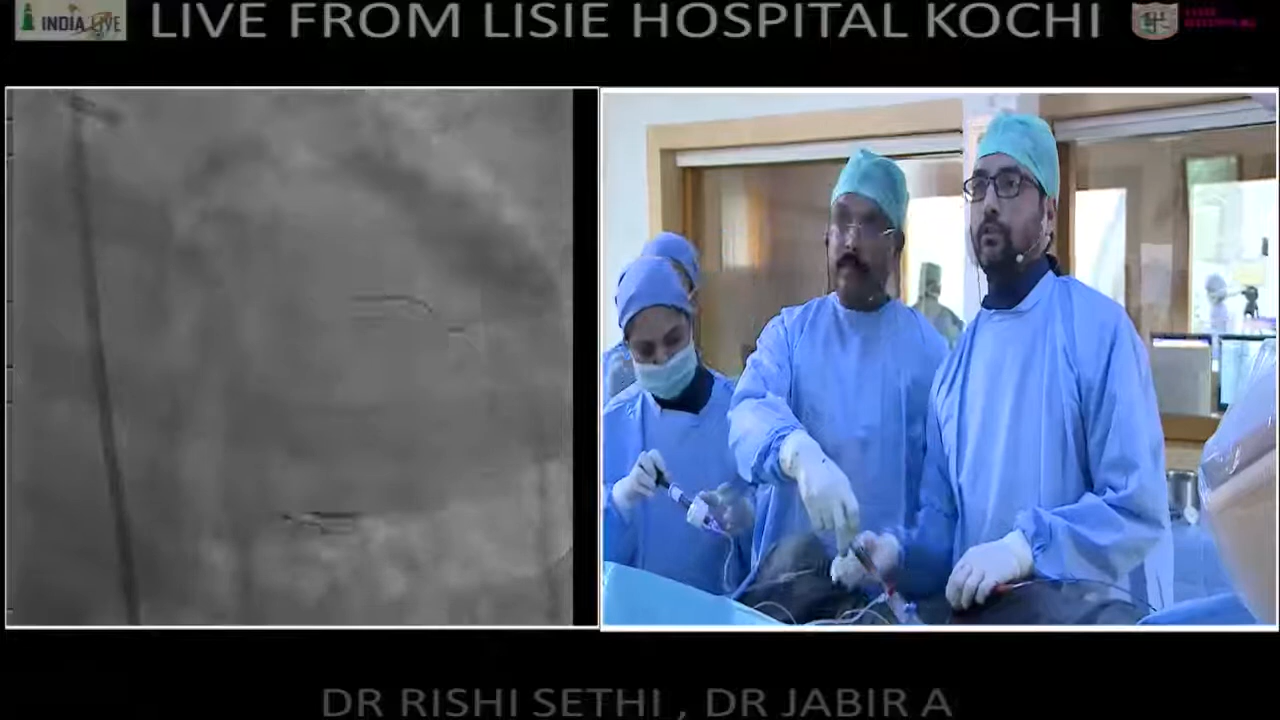 INDIA LIVE
LIVE FROM LISIE HOSPITAL KOCHI
DR RISHI SETHI , DR JABIR A